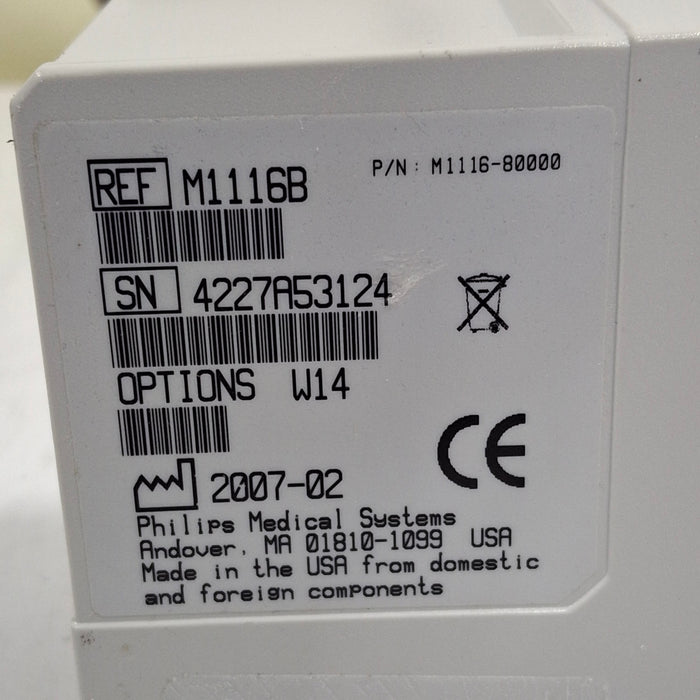 REF M1116B
P/N: M1116-80000
SN 4227A53124
OPTIONS W14
CE
2007-02
Philips Medical Systems
Andover, MA 01810-1099 USA
Made in the USA from domestic
and foreign components